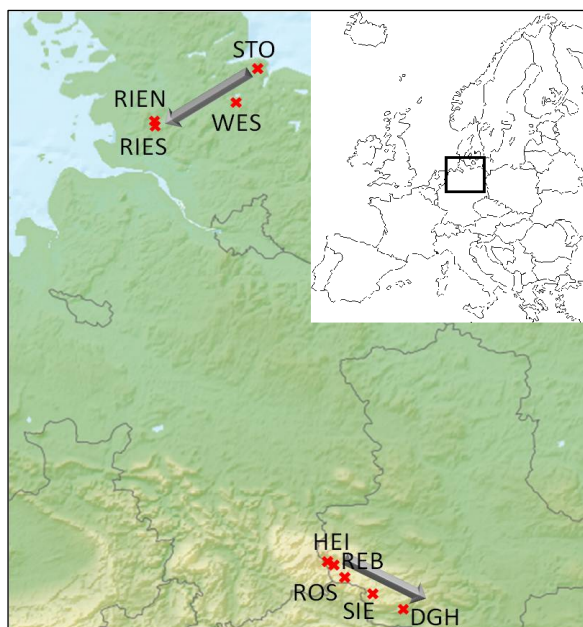 STO
RIEN
WES
RIES
HEI
REB
ROS
SIE
DGH